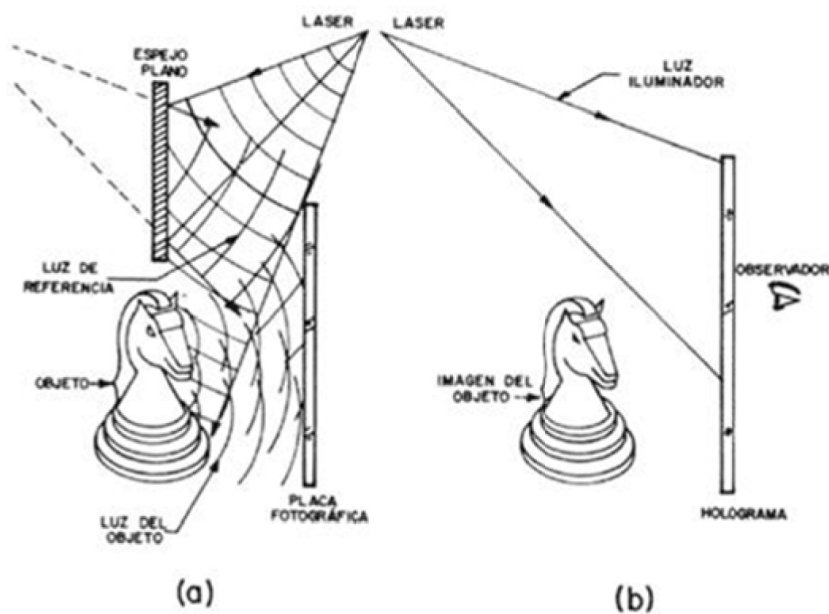 LASER
LASER
ESPEJO
PLANO
LUZ
ILUMINADOR
LUZ DE
REFERENCIA
OBSERVADOR
OBJETO
IMAGEN DEL
OBJETO
PLACA
FOTOGRÁFICA
LUZ DEL
OBJETO
HOLOGRAMA
(a)
(b)